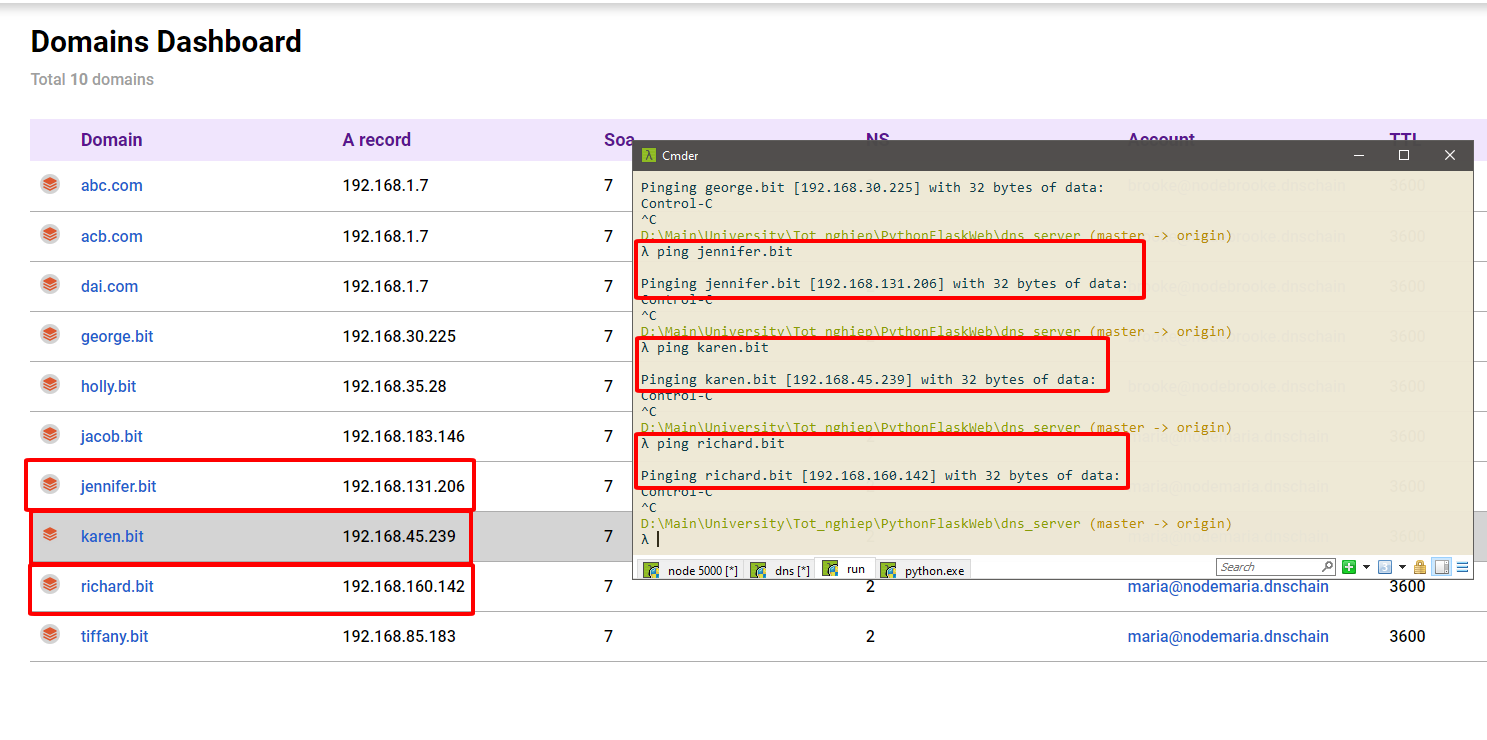 Domains Dashboard
Total 10 domains
Domain A record Soa NS Account TTL
abc.com 192.168.1.7 7
acb.com 192.168.1.7 7
dai.com 192.168.1.7 7
george.bit 192.168.30.225 7
holly.bit 192.168.35.28 7
jacob.bit 192.168.183.146 7
jennifer.bit 192.168.131.206 7
karen.bit 192.168.45.239 7
richard.bit 192.168.160.142 7 2 maria@nodemaria.dnschain 3600
tiffany.bit 192.168.85.183 7 2 maria@nodemaria.dnschain 3600
λ Cmder
Pinging george.bit [192.168.30.225] with 32 bytes of data:
Control-C
^C
D:\Main\University\Tot_nghiep\PythonFlaskWeb\dns_server (master -> origin)
λ ping jennifer.bit
Pinging jennifer.bit [192.168.131.206] with 32 bytes of data:
Control-C
^C
D:\Main\University\Tot_nghiep\PythonFlaskWeb\dns_server (master -> origin)
λ ping karen.bit
Pinging karen.bit [192.168.45.239] with 32 bytes of data:
Control-C
^C
D:\Main\University\Tot_nghiep\PythonFlaskWeb\dns_server (master -> origin)
λ ping richard.bit
Pinging richard.bit [192.168.160.142] with 32 bytes of data:
Control-C
^C
D:\Main\University\Tot_nghiep\PythonFlaskWeb\dns_server (master -> origin)
λ
node 5000 [*] dns [*] run python.exe Search